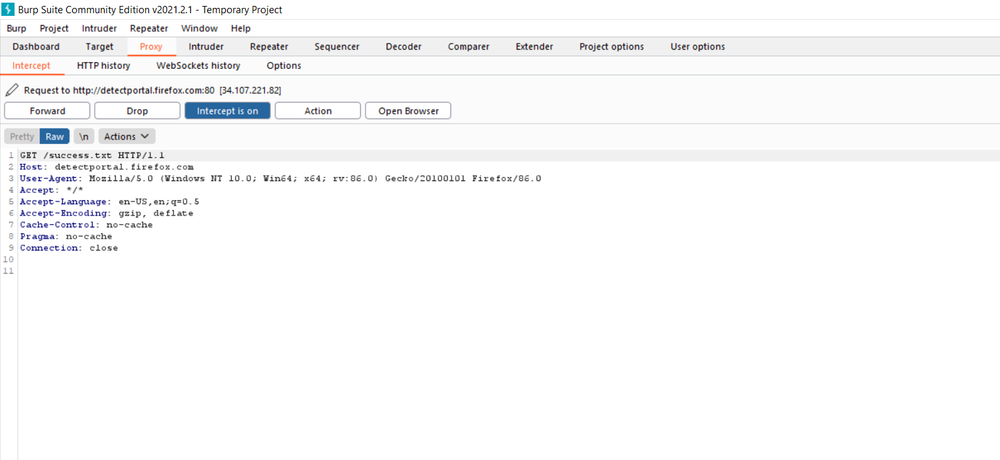 Burp Suite Community Edition v2021.2.1 - Temporary Project
Burp Project Intruder Repeater Window Help
Dashboard Target Proxy Intruder Repeater Sequencer Decoder Comparer Extender Project options User options
Intercept HTTP history WebSockets history Options
Request to http://detectportal.firefox.com:80 [34.107.221.82]
Forward Drop Intercept is on Action Open Browser
Pretty Raw \n Actions
1 GET /success.txt HTTP/1.1
2 Host: detectportal.firefox.com
3 User-Agent: Mozilla/5.0 (Windows NT 10.0; Win64; x64; rv:86.0) Gecko/20100101 Firefox/86.0
4 Accept: */*
5 Accept-Language: en-US,en;q=0.5
6 Accept-Encoding: gzip, deflate
7 Cache-Control: no-cache
8 Pragma: no-cache
9 Connection: close
10
11